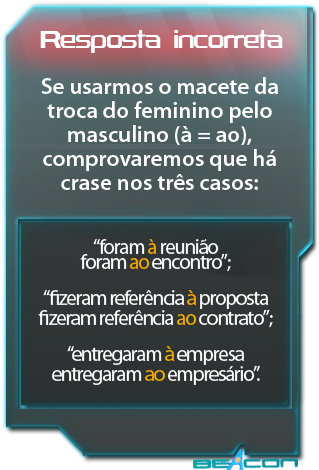 Resposta incorreta
Se usarmos o macete da
troca do feminino pelo
masculino (à = ao),
comprovaremos que há
crase nos três casos:
“foram à reunião
foram ao encontro”;
“fizeram referência à proposta
fizeram referência ao contrato”;
“entregaram à empresa
entregaram ao empresário”.
BEACON